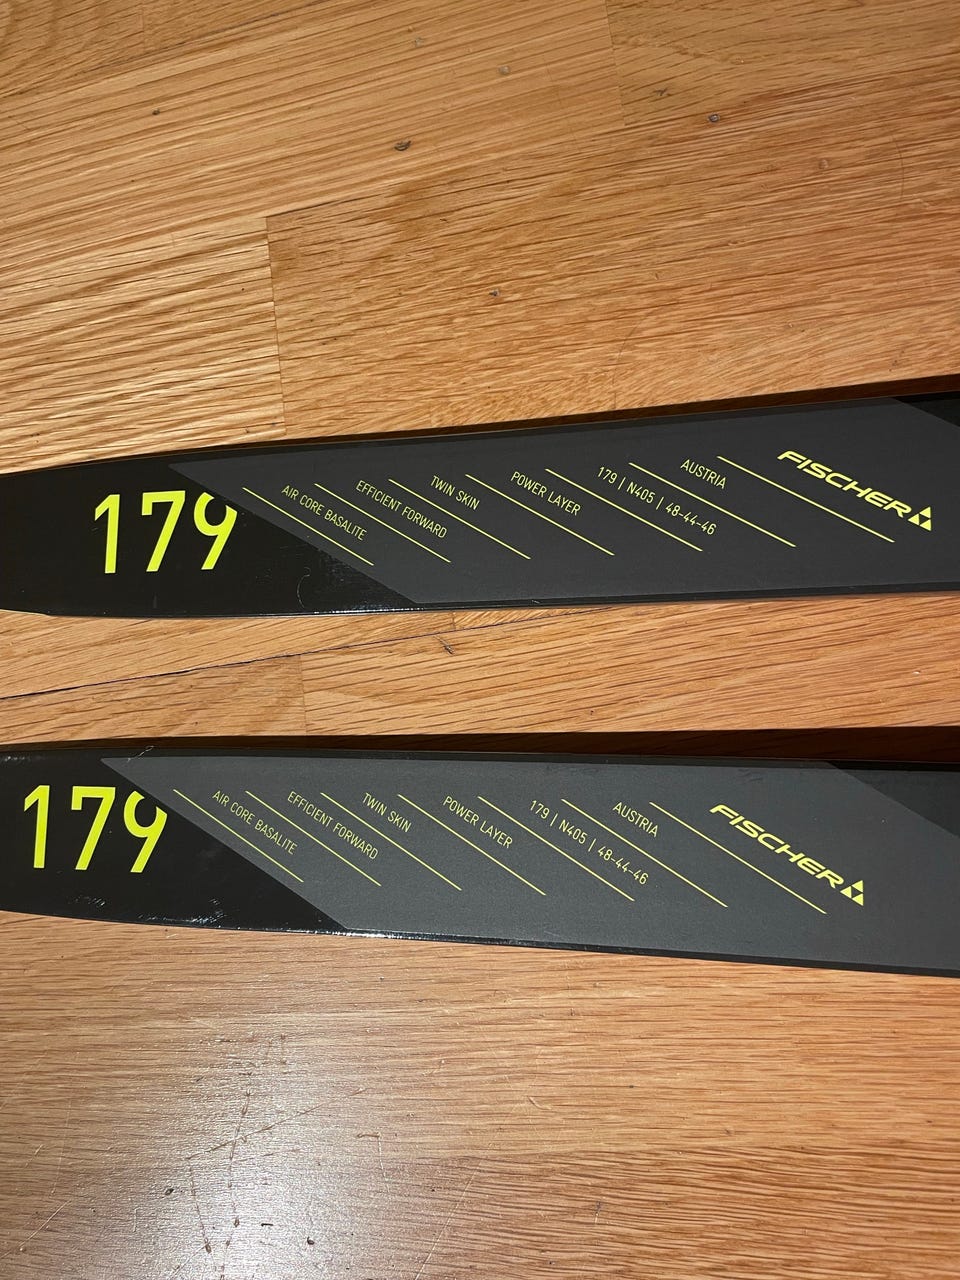 179
AIR CORE BASALITE
EFFICIENT FORWARD
TWIN SKIN
POWER LAYER
179 | N405 | 48-44-46
AUSTRIA
FISCHER
179
AIR CORE BASALITE
EFFICIENT FORWARD
TWIN SKIN
POWER LAYER
179 | N405 | 48-44-46
AUSTRIA
FISCHER